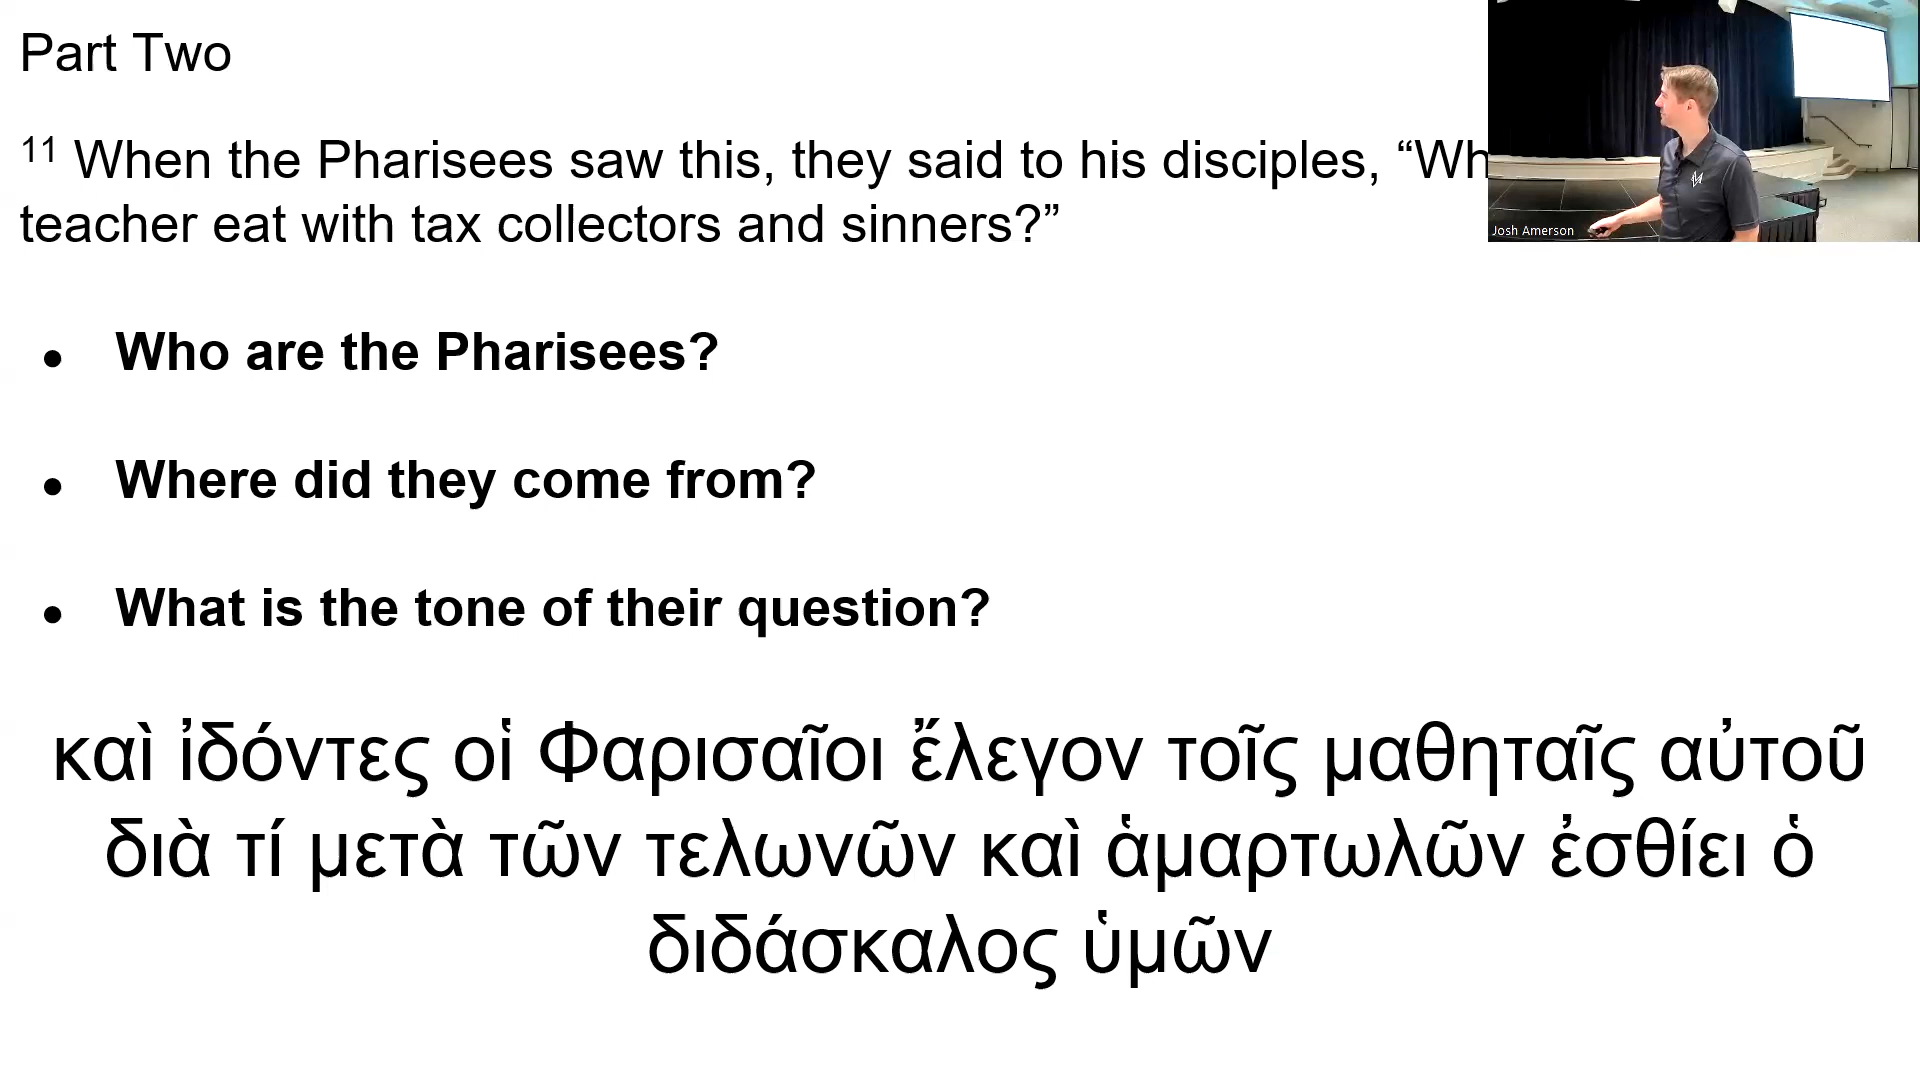 Part Two
11 When the Pharisees saw this, they said to his disciples, “Wh
teacher eat with tax collectors and sinners?”
Josh Amerson
• Who are the Pharisees?
• Where did they come from?
• What is the tone of their question?
καὶ ἰδόντες οἱ Φαρισαῖοι ἔλεγον τοῖς μαθηταῖς αὐτοῦ
διὰ τί μετὰ τῶν τελωνῶν καὶ ἁμαρτωλῶν ἐσθίει ὁ
διδάσκαλος ὑμῶν